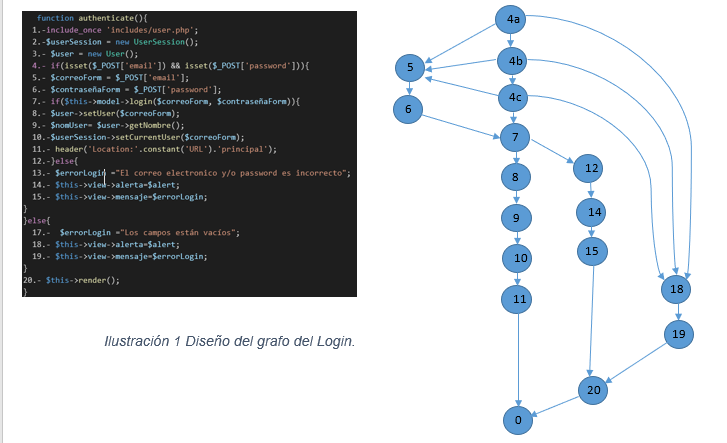 function authenticate(){
1.-include_once 'includes/user.php';
2.-$userSession = new UserSession();
3.- $user = new User();
4.- if(isset($_POST['email']) && isset($_POST['password'])){
5.- $correoForm = $_POST['email'];
6.- $contraseñaForm = $_POST['password'];
7.- if($this->model->login($correoForm, $contraseñaForm)){
8.- $user->setUser($correoForm);
9.- $nomUser= $user->getNombre();
10.-$userSession->setCurrentUser($correoForm);
11.- header('Location:'.constant('URL').'principal');
12.-}else{
13.- $errorLogin ="El correo electronico y/o password es incorrecto";
14.- $this->view->alerta=$alert;
15.- $this->view->mensaje=$errorLogin;
}
}else{
17.- $errorLogin ="Los campos están vacíos";
18.- $this->view->alerta=$alert;
19.- $this->view->mensaje=$errorLogin;
}
20.- $this->render();
}
Ilustración 1 Diseño del grafo del Login.
4a
4b
5
4c
6
7
12
8
14
9
15
10
18
11
19
20
0